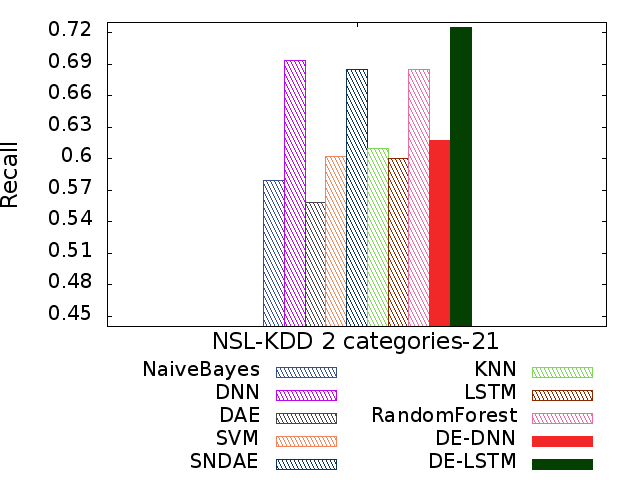 0.72
0.69
0.66
0.63
0.6
0.57
0.54
0.51
0.48
0.45
Recall
NSL-KDD 2 categories-21
NaiveBayes
DNN
DAE
SVM
SNDAE
KNN
LSTM
RandomForest
DE-DNN
DE-LSTM